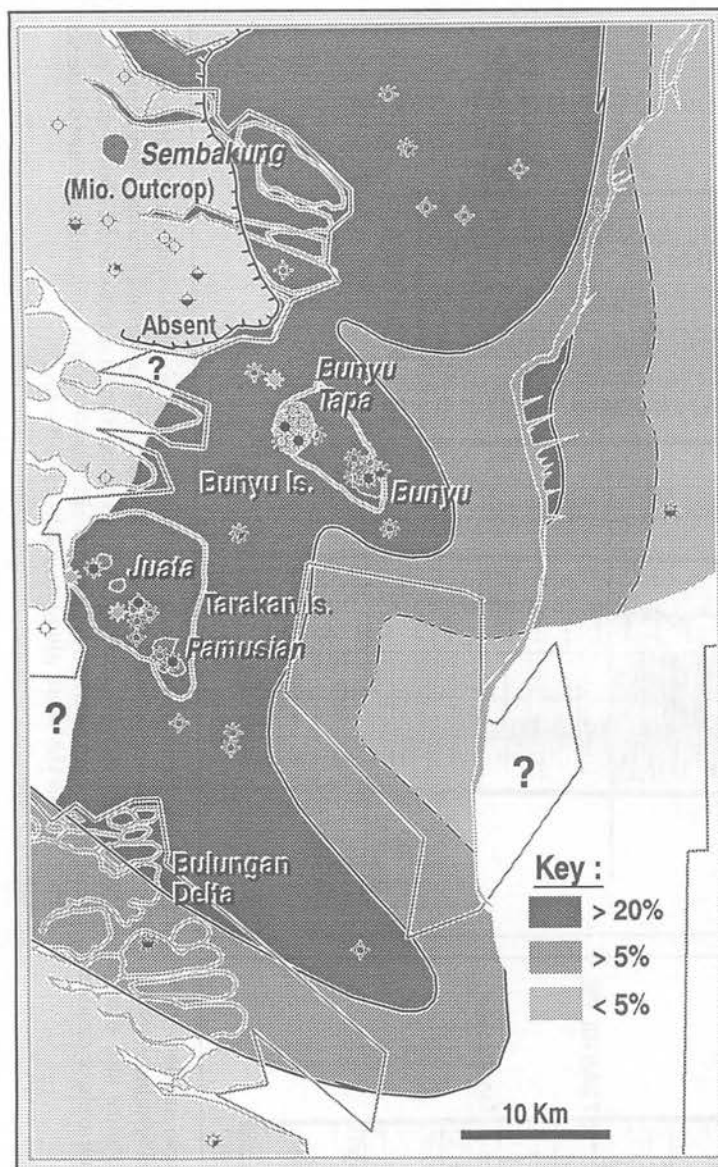 Sembakung
(Mio. Outcrop)
Absent
?
Bunyu
Tapa
Bunyu Is.
Bunyu
Juata
Tarakan Is.
Pamusian
?
?
Bulungan
Delta
Key :
> 20%
> 5%
< 5%
10 Km